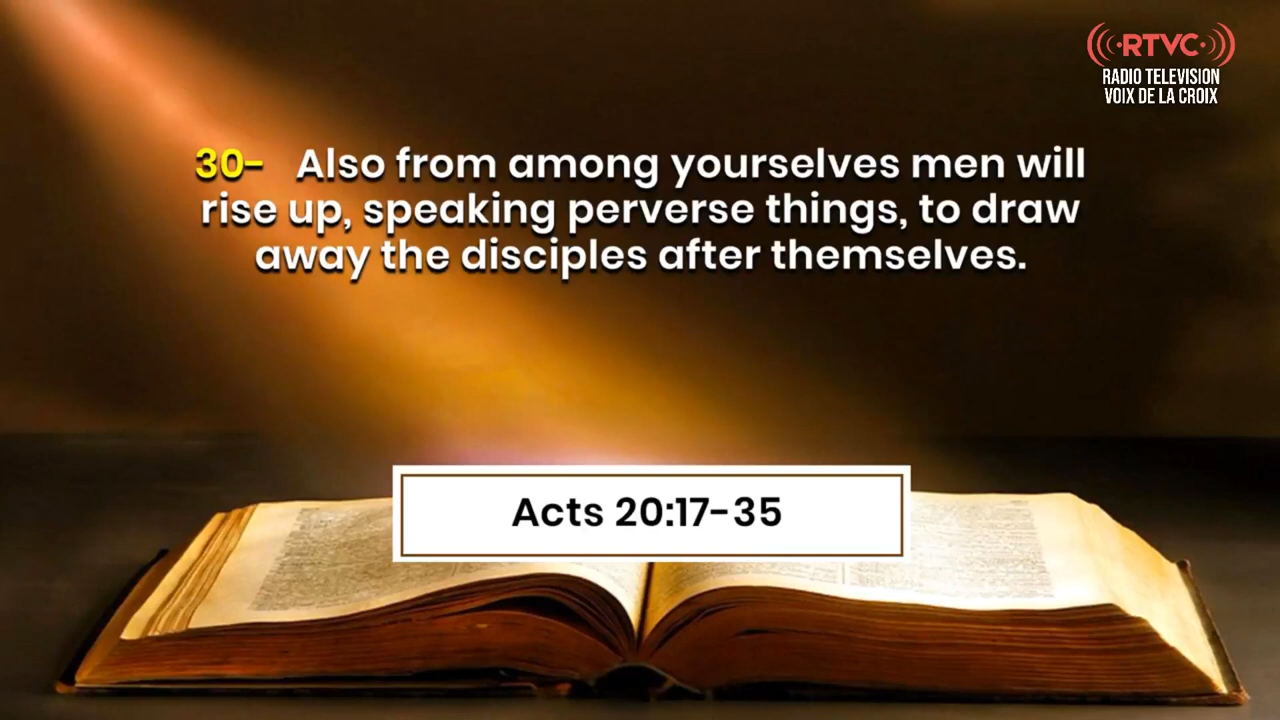 RTVC
RADIO TELEVISION
VOIX DE LA CROIX
30- Also from among yourselves men will
rise up, speaking perverse things, to draw
away the disciples after themselves.
Acts 20:17-35